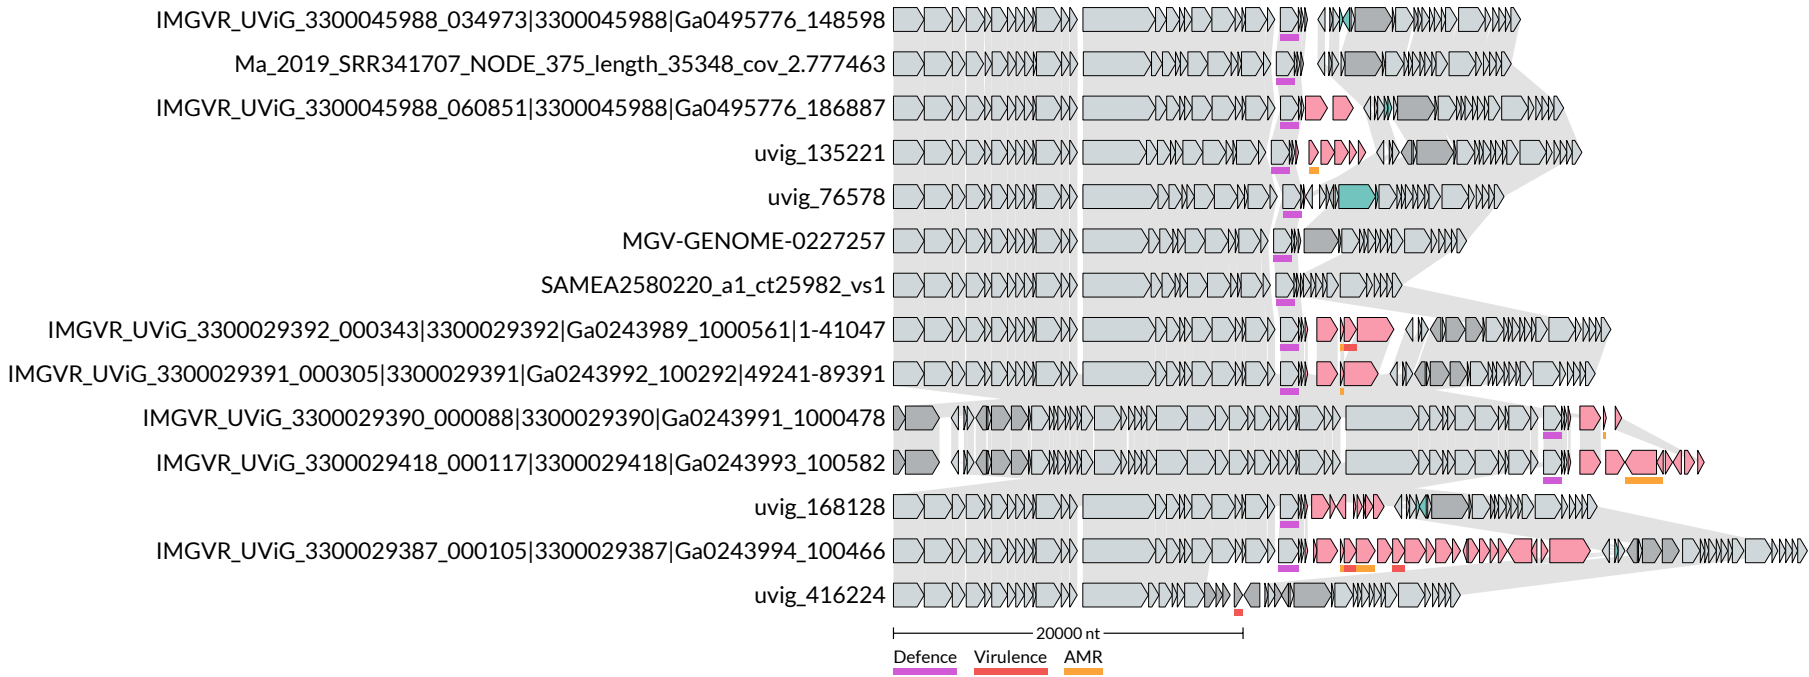 IMGVR_UViG_3300045988_034973|3300045988|Ga0495776_148598
Ma_2019_SRR341707_NODE_375_length_35348_cov_2.777463
IMGVR_UViG_3300045988_060851|3300045988|Ga0495776_186887
uvig_135221
uvig_76578
MGV-GENOME-0227257
SAMEA2580220_a1_ct25982_vs1
IMGVR_UViG_3300029392_000343|3300029392|Ga0243989_1000561|1-41047
IMGVR_UViG_3300029391_000305|3300029391|Ga0243992_100292|49241-89391
IMGVR_UViG_3300029390_000088|3300029390|Ga0243991_1000478
IMGVR_UViG_3300029418_000117|3300029418|Ga0243993_100582
uvig_168128
IMGVR_UViG_3300029387_000105|3300029387|Ga0243994_100466
uvig_416224
20000 nt
Defence Virulence AMR